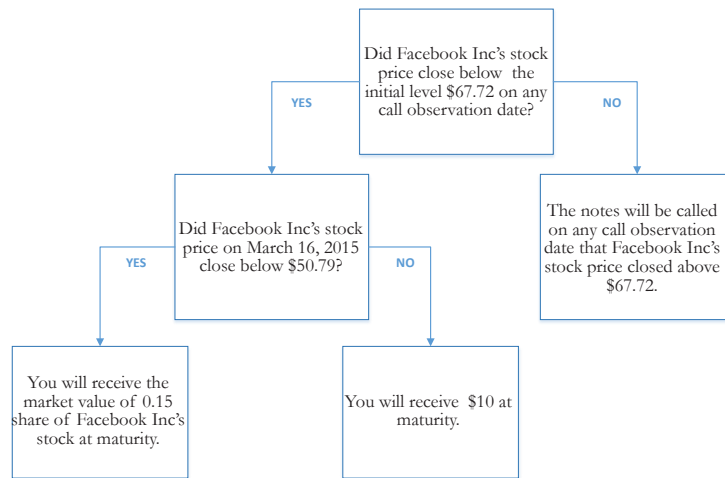 Did Facebook Inc's stock
price close below the
initial level $67.72 on any
call observation date?
YES
NO
Did Facebook Inc's stock
price on March 16, 2015
close below $50.79?
The notes will be called
on any call observation
date that Facebook Inc's
stock price closed above
$67.72.
YES
NO
You will receive the
market value of 0.15
share of Facebook Inc's
stock at maturity.
You will receive $10 at
maturity.